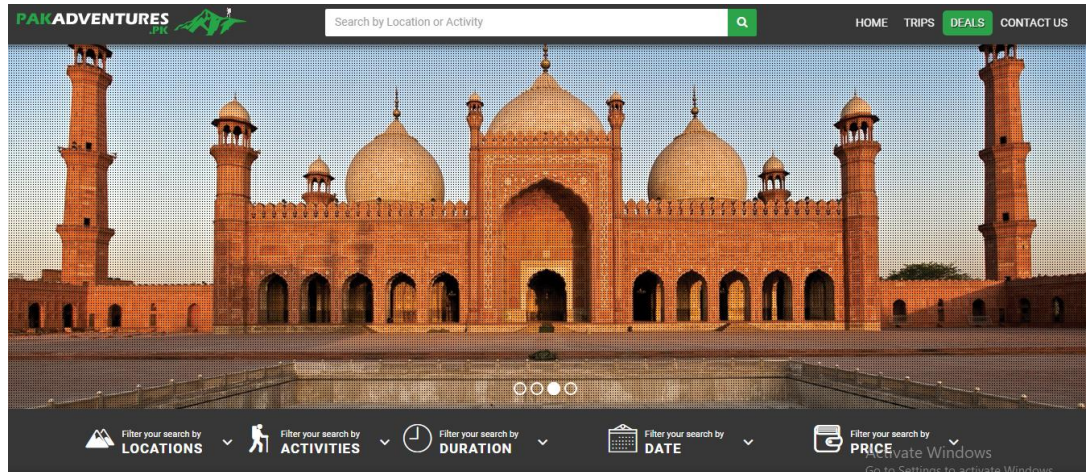 PAKADVENTURES
.PK
Search by Location or Activity
HOME TRIPS DEALS CONTACT US
Filter your search by
LOCATIONS
Filter your search by
ACTIVITIES
Filter your search by
DURATION
Filter your search by
DATE
Filter your search by
PRICE
Activate Windows
Go to Settings to activate Windows.